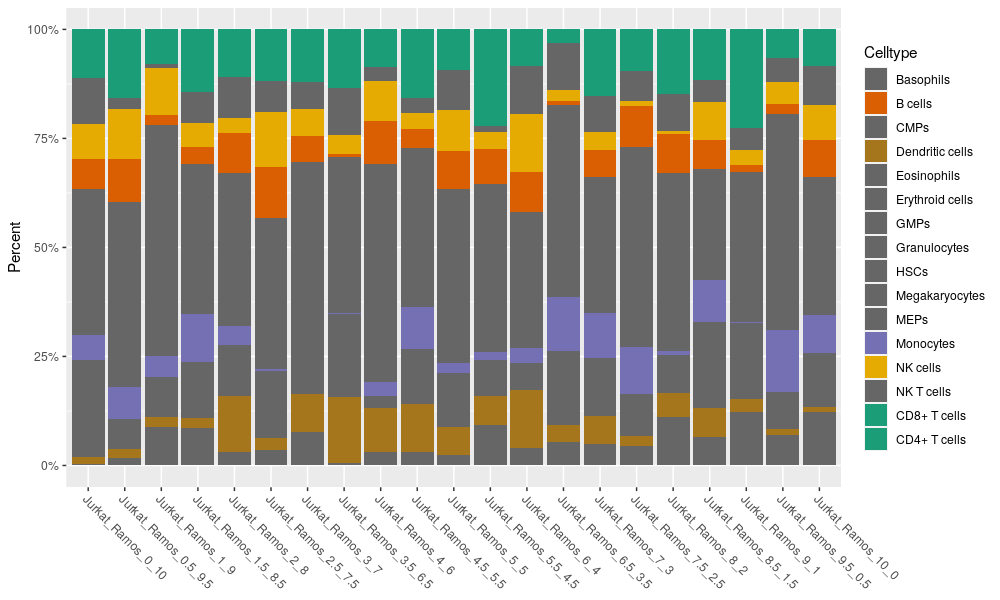 100%
75%
50%
25%
0%
Percent
Jurkat_Ramos_0_10
Jurkat_Ramos_0.5_9.5
Jurkat_Ramos_1_9
Jurkat_Ramos_1.5_8.5
Jurkat_Ramos_2_8
Jurkat_Ramos_2.5_7.5
Jurkat_Ramos_3_7
Jurkat_Ramos_3.5_6.5
Jurkat_Ramos_4_6
Jurkat_Ramos_4.5_5.5
Jurkat_Ramos_5_5
Jurkat_Ramos_5.5_4.5
Jurkat_Ramos_6_4
Jurkat_Ramos_6.5_3.5
Jurkat_Ramos_7_3
Jurkat_Ramos_7.5_2.5
Jurkat_Ramos_8_2
Jurkat_Ramos_8.5_1.5
Jurkat_Ramos_9_1
Jurkat_Ramos_9.5_0.5
Jurkat_Ramos_10_0
Celltype
Basophils
B cells
CMPs
Dendritic cells
Eosinophils
Erythroid cells
GMPs
Granulocytes
HSCs
Megakaryocytes
MEPs
Monocytes
NK cells
NK T cells
CD8+ T cells
CD4+ T cells